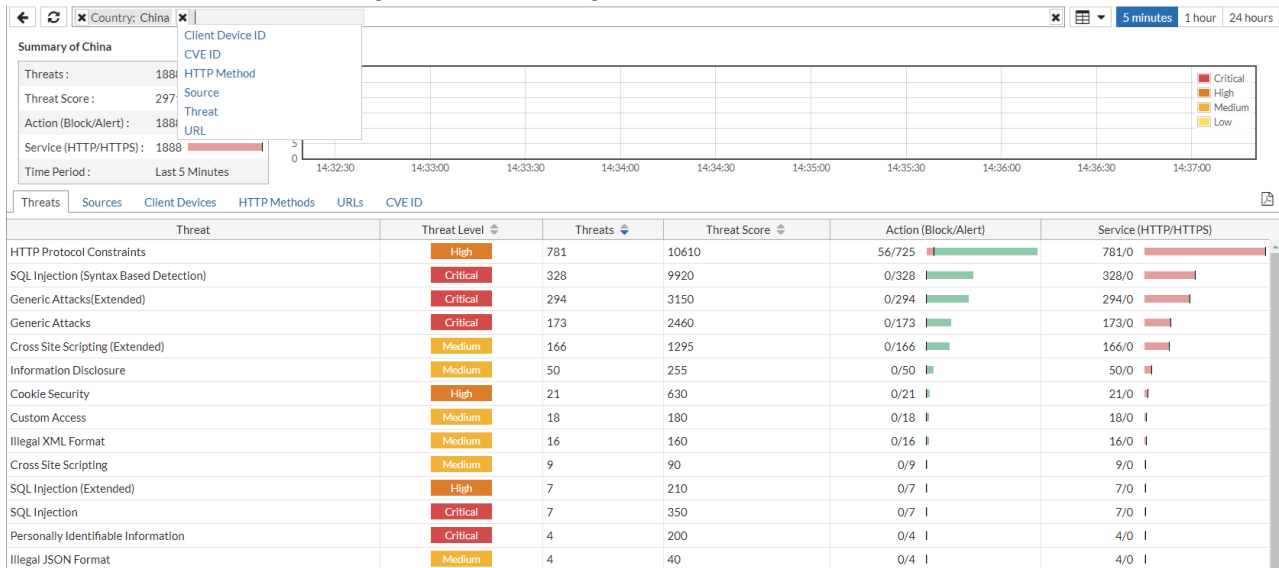 Country: China
5 minutes 1 hour 24 hours
Client Device ID
CVE ID
HTTP Method
Source
Threat
URL
Summary of China
Threats :
Threat Score :
Action (Block/Alert) :
Service (HTTP/HTTPS) : 1888
Time Period : Last 5 Minutes
Critical
High
Medium
Low
5
0
14:32:30 14:33:00 14:33:30 14:34:00 14:34:30 14:35:00 14:35:30 14:36:00 14:36:30 14:37:00
Threats Sources Client Devices HTTP Methods URLs CVE ID
Threat Threat Level Threats Threat Score Action (Block/Alert) Service (HTTP/HTTPS)
HTTP Protocol Constraints High 781 10610 56/725 781/0
SQL Injection (Syntax Based Detection) Critical 328 9920 0/328 328/0
Generic Attacks(Extended) Critical 294 3150 0/294 294/0
Generic Attacks Critical 173 2460 0/173 173/0
Cross Site Scripting (Extended) Medium 166 1295 0/166 166/0
Information Disclosure Medium 50 255 0/50 50/0
Cookie Security High 21 630 0/21 21/0
Custom Access Medium 18 180 0/18 18/0
Illegal XML Format Medium 16 160 0/16 16/0
Cross Site Scripting Medium 9 90 0/9 9/0
SQL Injection (Extended) High 7 210 0/7 7/0
SQL Injection Critical 7 350 0/7 7/0
Personally Identifiable Information Critical 4 200 0/4 4/0
Illegal JSON Format Medium 4 40 0/4 4/0